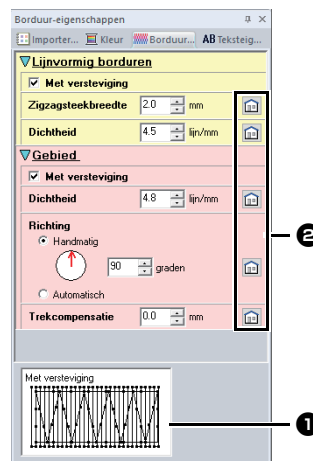 Borduur-eigenschappen
Importer... Kleur Borduur... AB Teksteig...
Lijnvormig borduren
Met versteviging
Zigzagsteekbreedte 2.0 mm
Dichtheid 4.5 lijn/mm
Gebied
Met versteviging
Dichtheid 4.8 lijn/mm
Richting
Handmatig
90 graden
Automatisch
Trekcompensatie 0.0 mm
Met versteviging
2
1